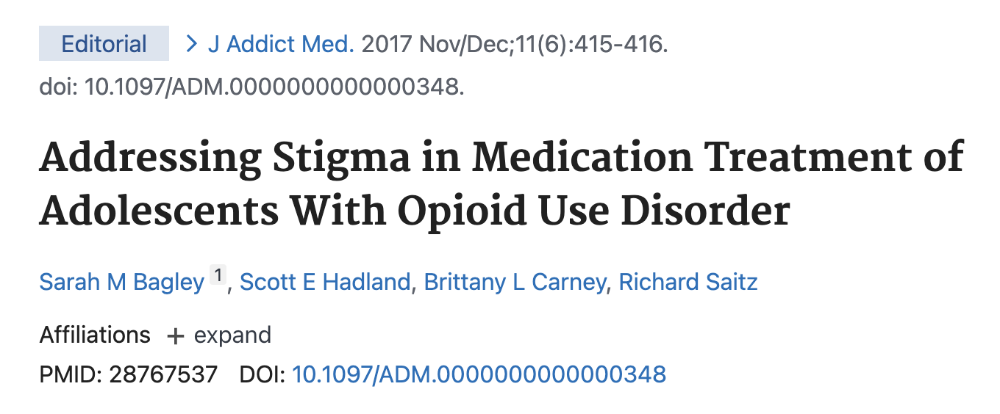 Editorial > J Addict Med. 2017 Nov/Dec;11(6):415-416.
doi: 10.1097/ADM.0000000000000348.
Addressing Stigma in Medication Treatment of
Adolescents With Opioid Use Disorder
Sarah M Bagley 1, Scott E Hadland, Brittany L Carney, Richard Saitz
Affiliations + expand
PMID: 28767537 DOI: 10.1097/ADM.0000000000000348